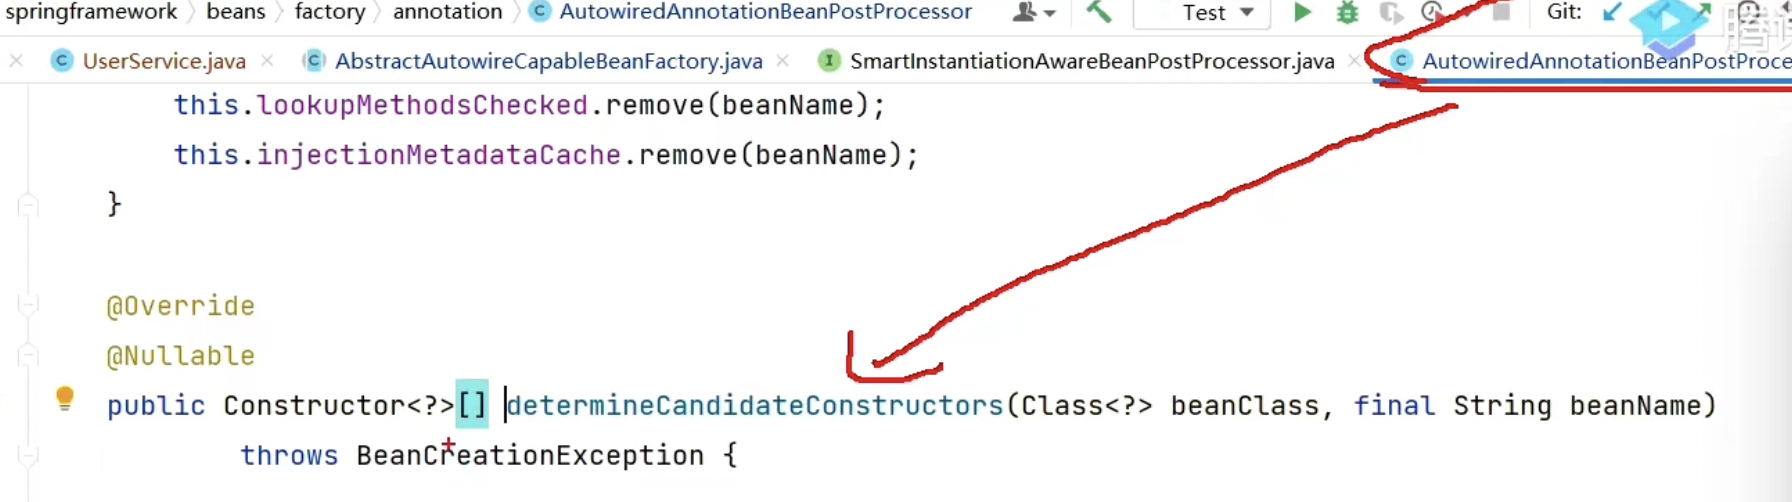 springframework beans factory annotation AutowiredAnnotationBeanPostProcessor Test Git:
UserService.java AbstractAutowireCapableBeanFactory.java SmartInstantiationAwareBeanPostProcessor.java AutowiredAnnotationBeanPostProce
this.lookupMethodsChecked.remove(beanName);
this.injectionMetadataCache.remove(beanName);
}
@Override
@Nullable
public Constructor<?>[] determineCandidateConstructors(Class<?> beanClass, final String beanName)
throws BeanCreationException {